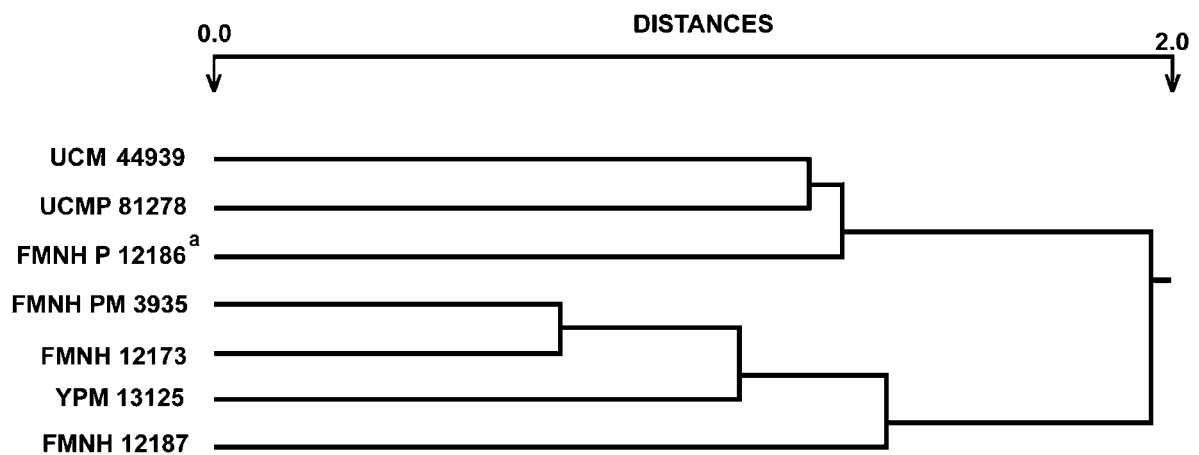 DISTANCES
0.0
2.0
UCM 44939
UCMP 81278
FMNH P 12186 a
FMNH PM 3935
FMNH 12173
YPM 13125
FMNH 12187